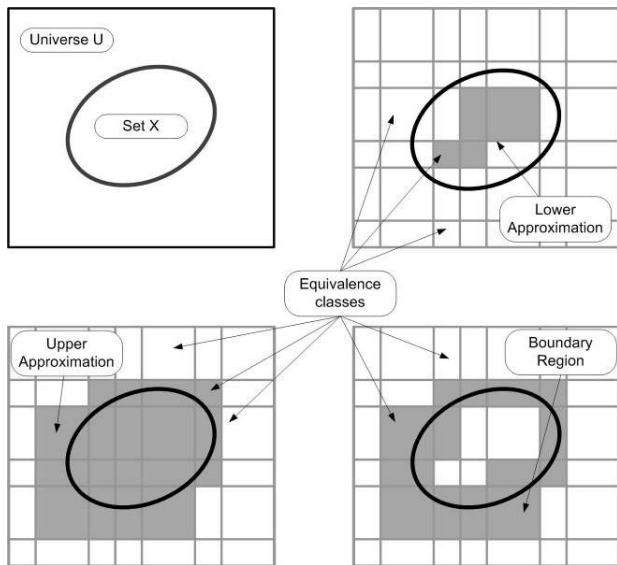 Universe U
Set X
Lower
Approximation
Equivalence
classes
Upper
Approximation
Boundary
Region